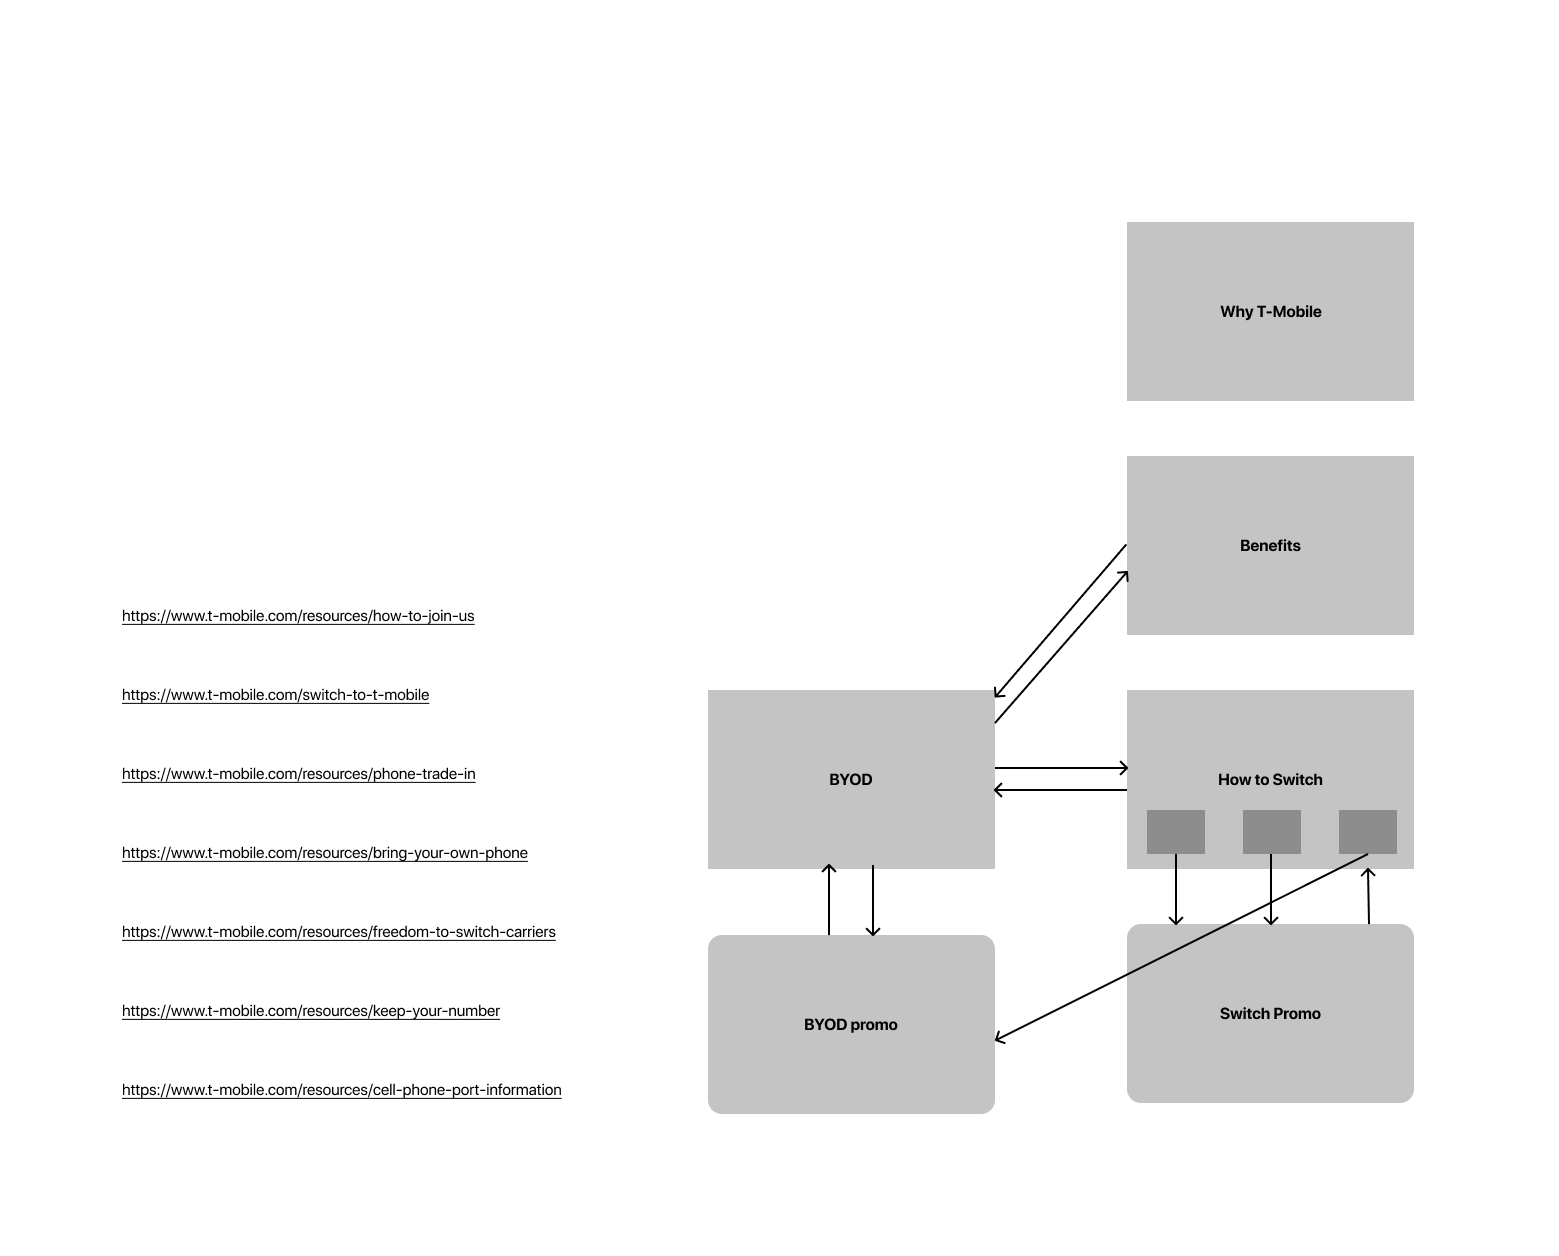 Why T-Mobile
Benefits
https://www.t-mobile.com/resources/how-to-join-us
https://www.t-mobile.com/switch-to-t-mobile
https://www.t-mobile.com/resources/phone-trade-in
BYOD
How to Switch
https://www.t-mobile.com/resources/bring-your-own-phone
https://www.t-mobile.com/resources/freedom-to-switch-carriers
https://www.t-mobile.com/resources/keep-your-number
BYOD promo
Switch Promo
https://www.t-mobile.com/resources/cell-phone-port-information